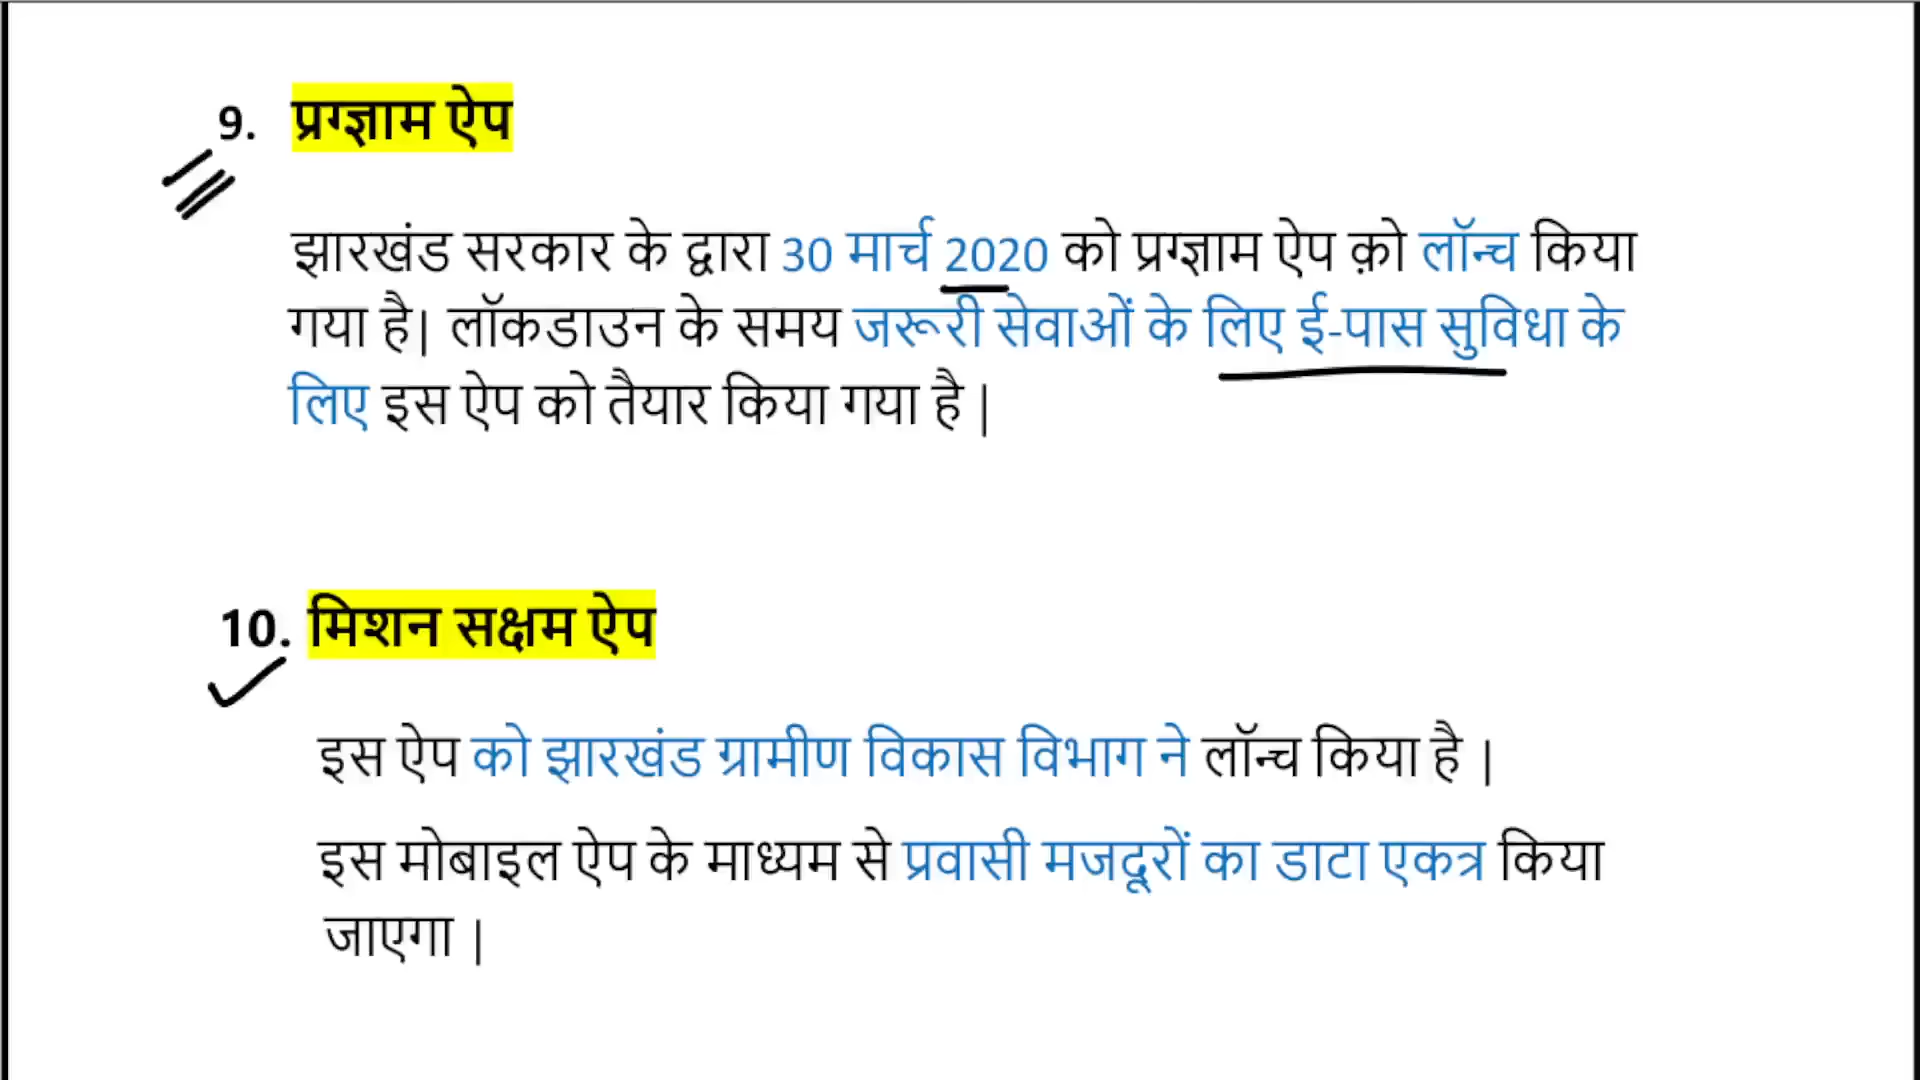 9. प्रग्ज्ञाम ऐप
झारखंड सरकार के द्वारा 30 मार्च 2020 को प्रग्ज्ञाम ऐप क़ो लॉन्च किया
गया है| लॉकडाउन के समय जरूरी सेवाओं के लिए ई-पास सुविधा के
लिए इस ऐप को तैयार किया गया है |
10. मिशन सक्षम ऐप
इस ऐप को झारखंड ग्रामीण विकास विभाग ने लॉन्च किया है |
इस मोबाइल ऐप के माध्यम से प्रवासी मजदूरों का डाटा एकत्र किया
जाएगा |